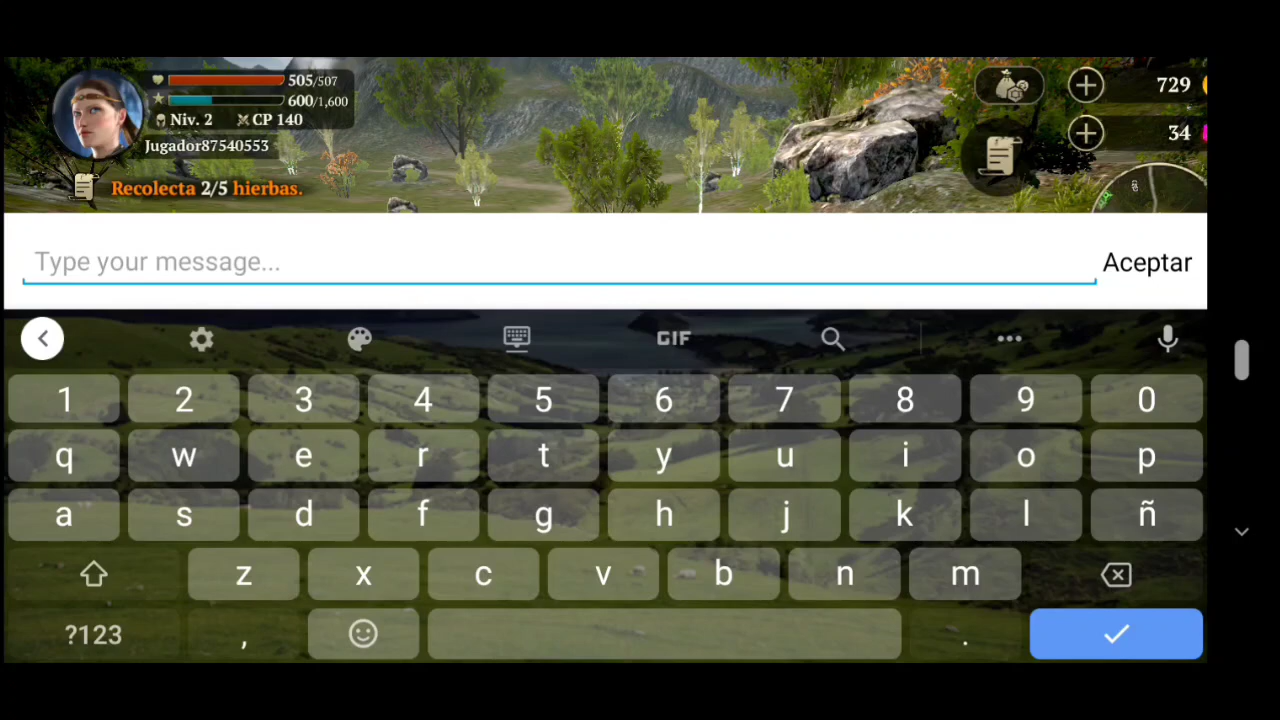 505/507
600/1,600
Niv. 2 CP 140
Jugador87540553
Recolecta 2/5 hierbas.
729
34
Type your message...
Aceptar
GIF
1 2 3 4 5 6 7 8 9 0
q w e r t y u i o p
a s d f g h j k l ñ
z x c v b n m
?123 , .